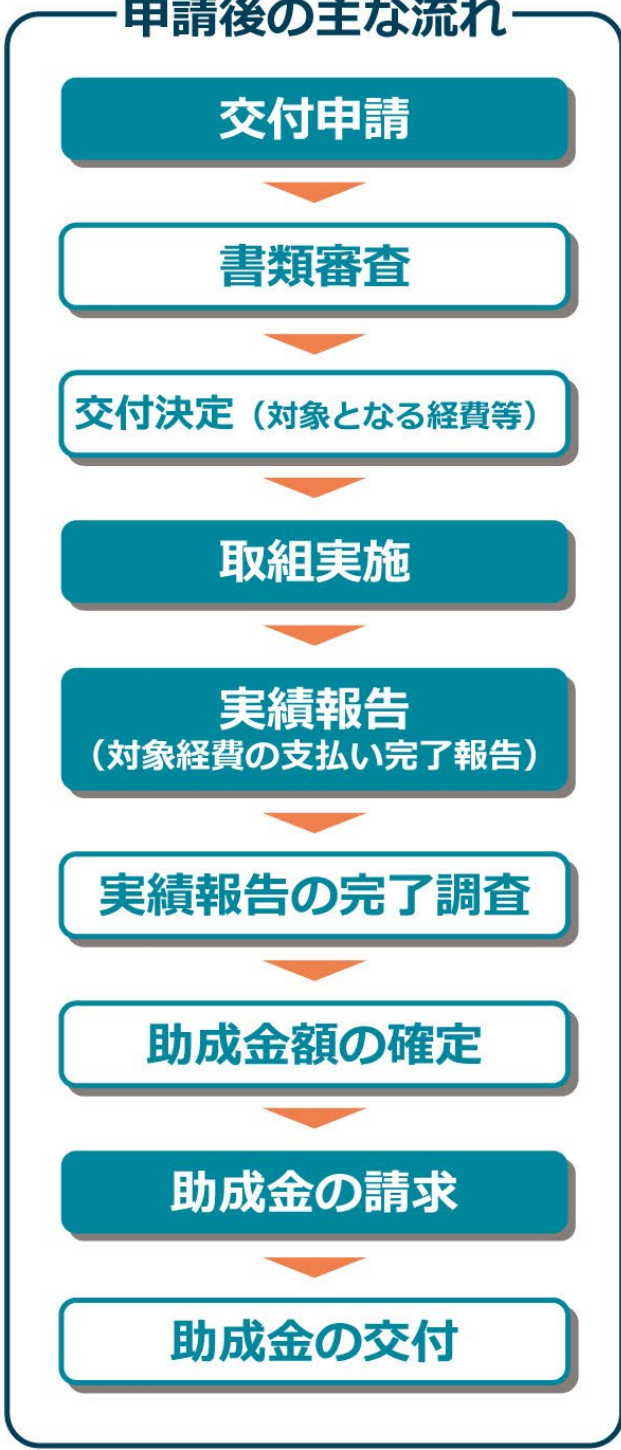 申請後の主な流れ
交付申請
書類審査
交付決定（対象となる経費等）
取組実施
実績報告
（対象経費の支払い完了報告）
実績報告の完了調査
助成金額の確定
助成金の請求
助成金の交付